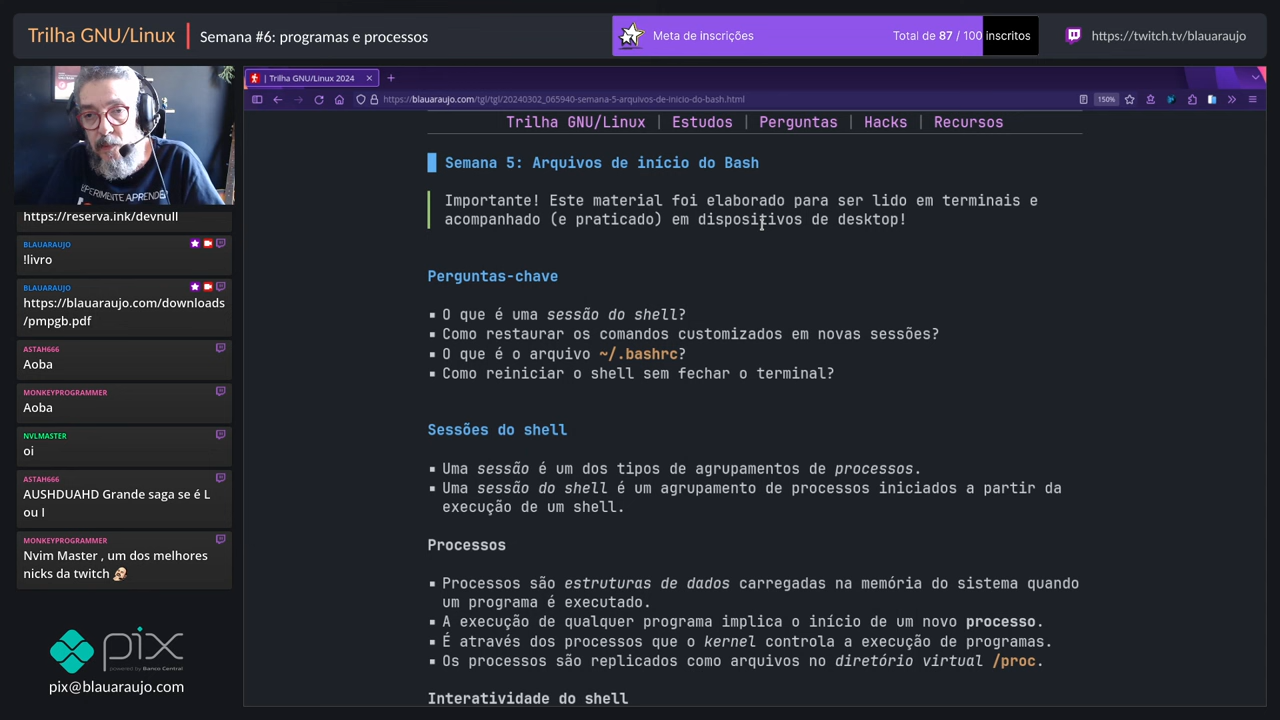 Trilha GNU/Linux
Semana #6: programas e processos
Meta de inscrições
Total de 87 / 100 inscritos
https://twitch.tv/blauaraujo
EXPERIMENTE APRENDER
https://reserva.ink/devnull
BLAUARAUJO
!livro
BLAUARAUJO
https://blauaraujo.com/downloads
/pmpgb.pdf
ASTAH666
Aoba
MONKEYPROGRAMMER
Aoba
NVLMASTER
oi
ASTAH666
AUSHDUAHD Grande saga se é L
ou I
MONKEYPROGRAMMER
Nvim Master , um dos melhores
nicks da twitch
pix
powered by Banco Central
pix@blauaraujo.com
| Trilha GNU/Linux 2024
https://blauaraujo.com/tgl/tgl/20240302_065940-semana-5-arquivos-de-inicio-do-bash.html
150%
Trilha GNU/Linux | Estudos | Perguntas | Hacks | Recursos
Semana 5: Arquivos de início do Bash
Importante! Este material foi elaborado para ser lido em terminais e
acompanhado (e praticado) em dispositivos de desktop!
Perguntas-chave
▪ O que é uma sessão do shell?
▪ Como restaurar os comandos customizados em novas sessões?
▪ O que é o arquivo ~/.bashrc?
▪ Como reiniciar o shell sem fechar o terminal?
Sessões do shell
▪ Uma sessão é um dos tipos de agrupamentos de processos.
▪ Uma sessão do shell é um agrupamento de processos iniciados a partir da
execução de um shell.
Processos
▪ Processos são estruturas de dados carregadas na memória do sistema quando
um programa é executado.
▪ A execução de qualquer programa implica o início de um novo processo.
▪ É através dos processos que o kernel controla a execução de programas.
▪ Os processos são replicados como arquivos no diretório virtual /proc.
Interatividade do shell